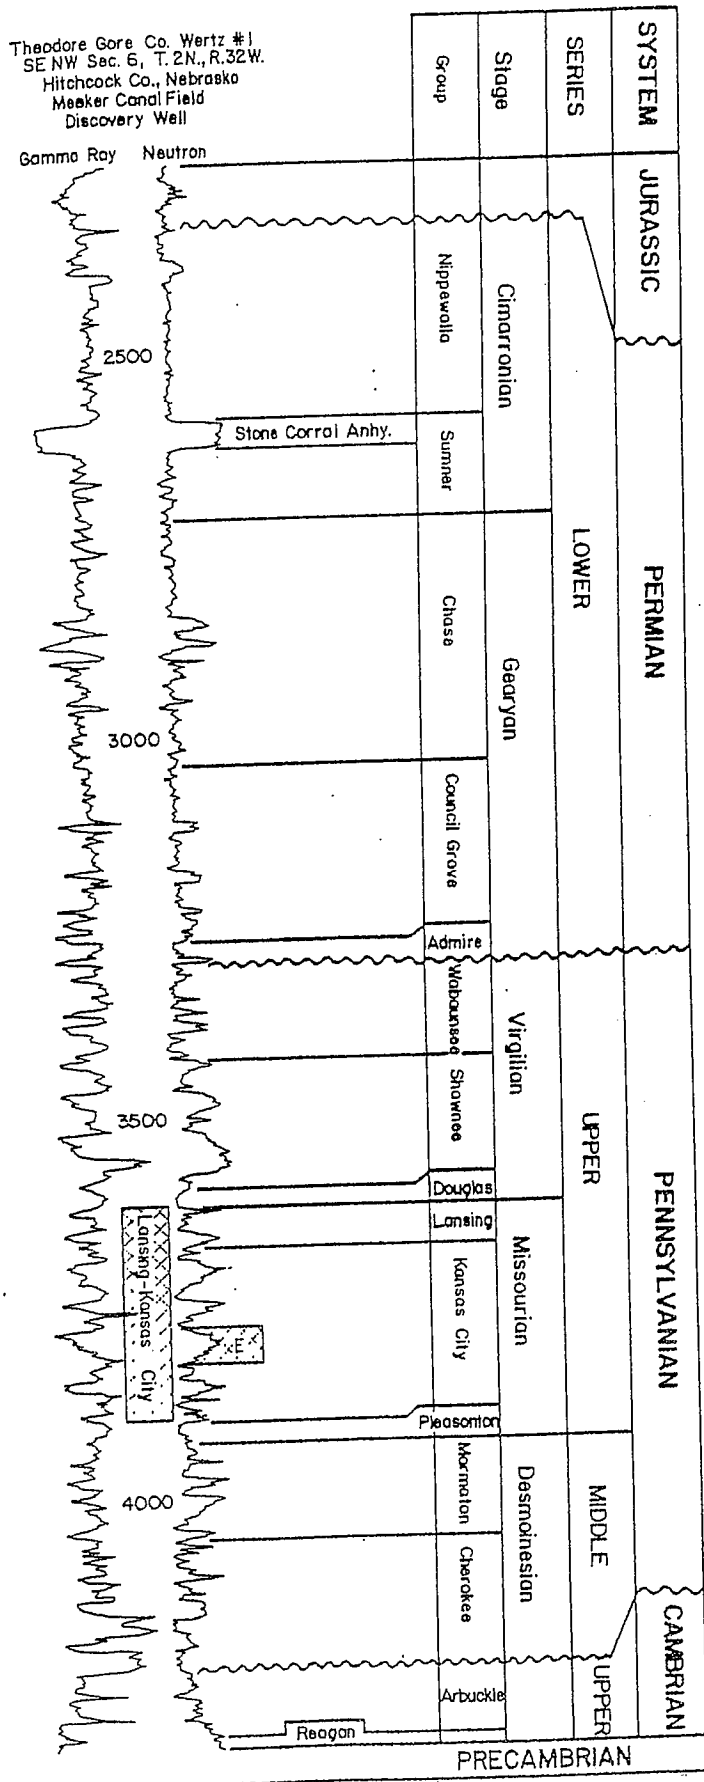 Theodore Gore Co. Wertz #1
SE NW Sec. 6, T. 2N., R.32W.
Hitchcock Co., Nebraska
Meeker Canal Field
Discovery Well
Gamma Ray Neutron
Group
Stage
SERIES
SYSTEM
JURASSIC
Nippewalla
Cimarronian
2500
Stone Corral Anhy.
Sumner
LOWER
PERMIAN
Chase
Gearyan
3000
Council Grove
Admire
Wabaunsee
Virgilian
Shawnee
3500
UPPER
PENNSYLVANIAN
Douglas
Lansing
Lansing-Kansas City
Missourian
Kansas City
"E"
Pleasanton
Marmaton
4000
Desmoinesian
MIDDLE
Cherokee
CAMBRIAN
UPPER
Arbuckle
Reagan
PRECAMBRIAN